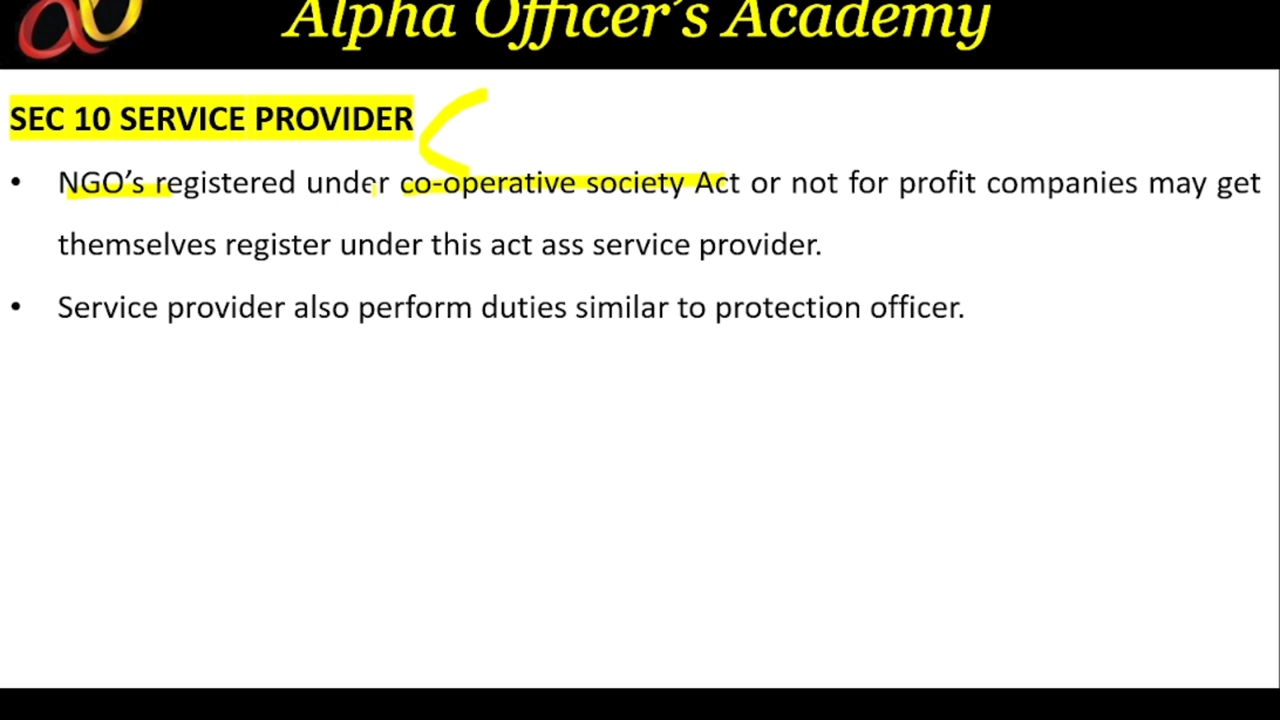 Alpha Officer's Academy
SEC 10 SERVICE PROVIDER
• NGO's registered under co-operative society Act or not for profit companies may get
themselves register under this act ass service provider.
• Service provider also perform duties similar to protection officer.